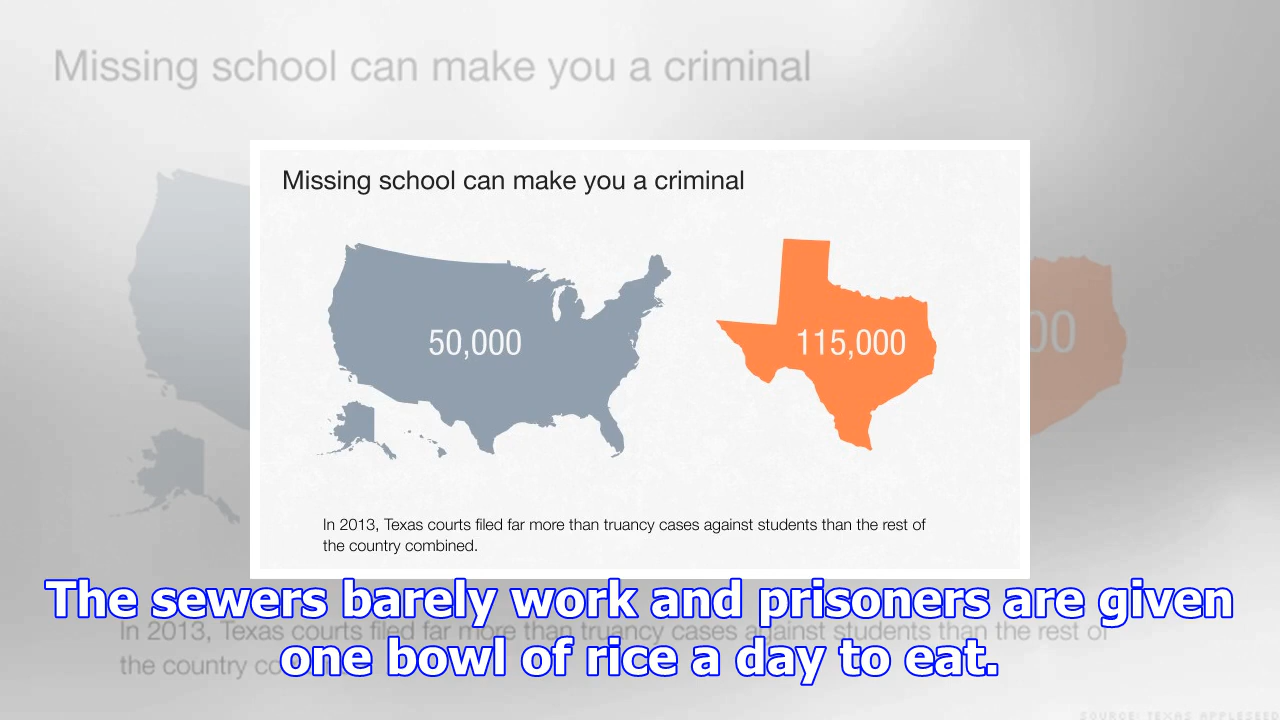 Missing school can make you a criminal
Missing school can make you a criminal
50,000
115,000
00
In 2013, Texas courts filed far more than truancy cases against students than the rest of
the country combined.
The sewers barely work and prisoners are given
In 2013, Texas courts filed far more than truancy cases against students than the rest of
one bowl of rice a day to eat.
the country co
SOURCE: TEXAS APPLESEED